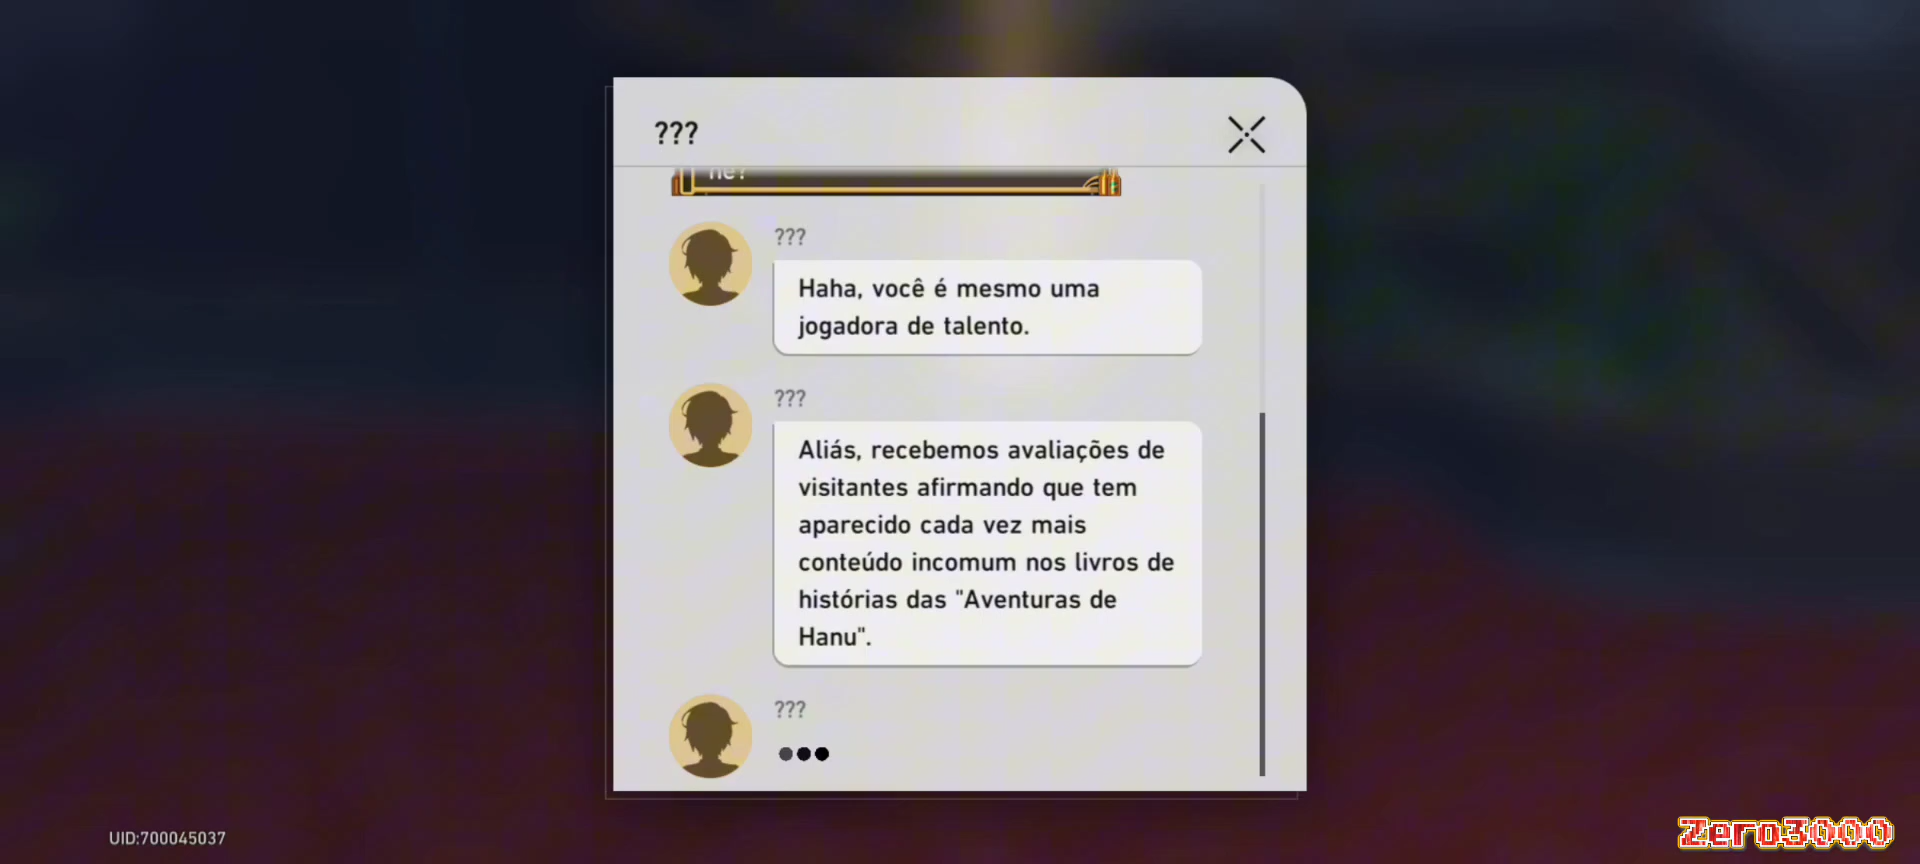 ???
né?
???
Haha, você é mesmo uma
jogadora de talento.
???
Aliás, recebemos avaliações de
visitantes afirmando que tem
aparecido cada vez mais
conteúdo incomum nos livros de
histórias das "Aventuras de
Hanu".
???
UID:700045037
Zero3000